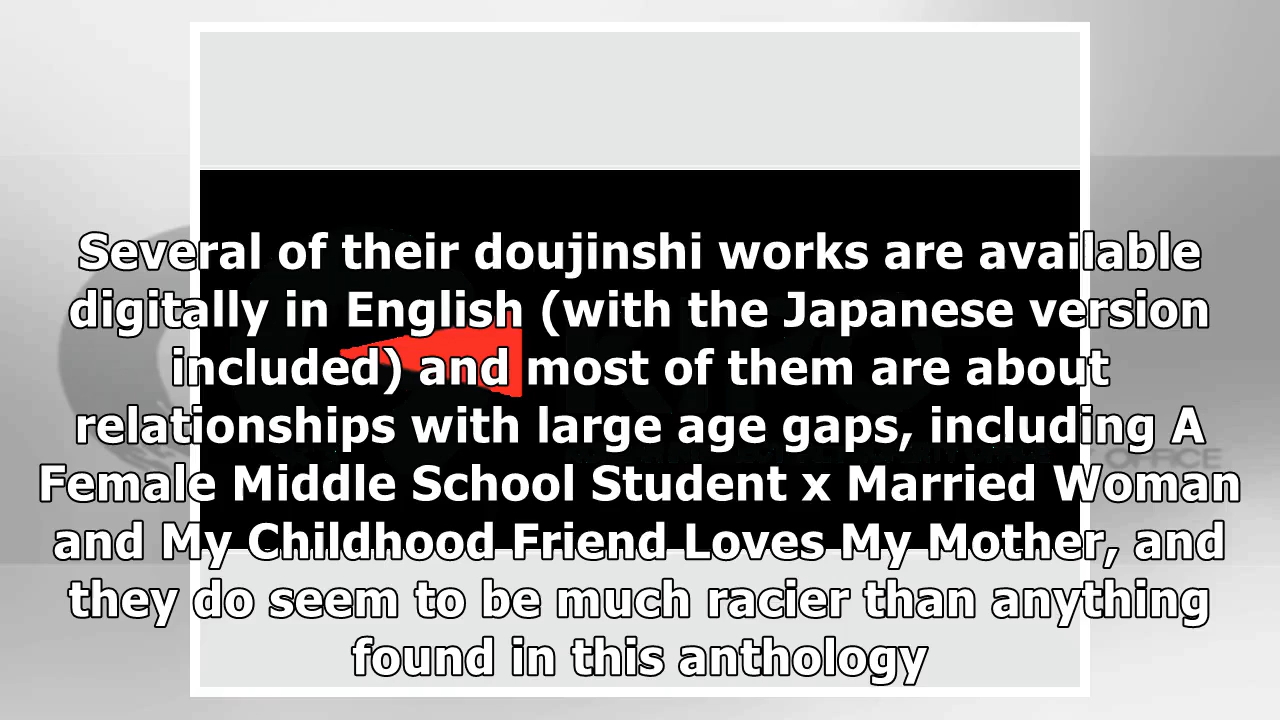 Several of their doujinshi works are available
digitally in English (with the Japanese version
included) and most of them are about
relationships with large age gaps, including A
Female Middle School Student x Married Woman
and My Childhood Friend Loves My Mother, and
they do seem to be much racier than anything
found in this anthology